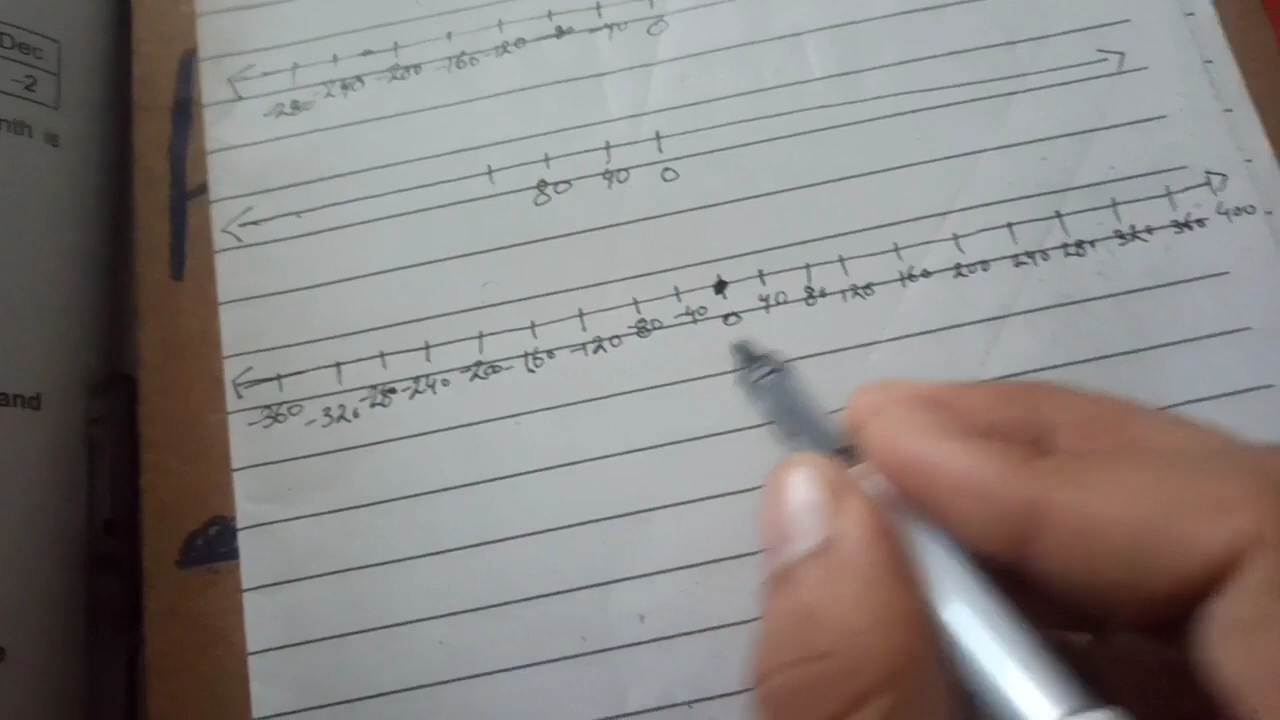 Dec
-2
nth is
and
-280 -240 -200 -160 -120 -80 -40 0
80 40 0
-360 -320 -280 -240 -200 -160 -120 -80 -40 0 40 80 120 160 200 240 280 320 360 400